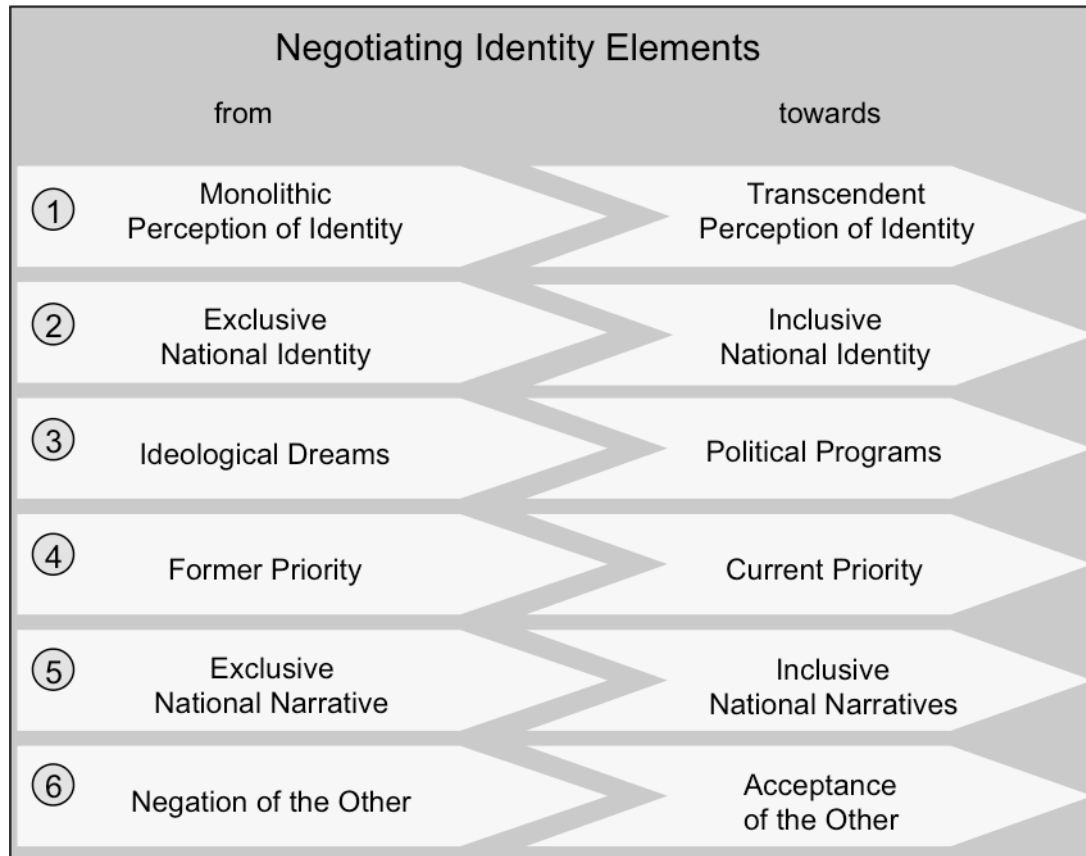 Negotiating Identity Elements
from
towards
1
Monolithic
Perception of Identity
Transcendent
Perception of Identity
2
Exclusive
National Identity
Inclusive
National Identity
3
Ideological Dreams
Political Programs
4
Former Priority
Current Priority
5
Exclusive
National Narrative
Inclusive
National Narratives
6
Negation of the Other
Acceptance
of the Other